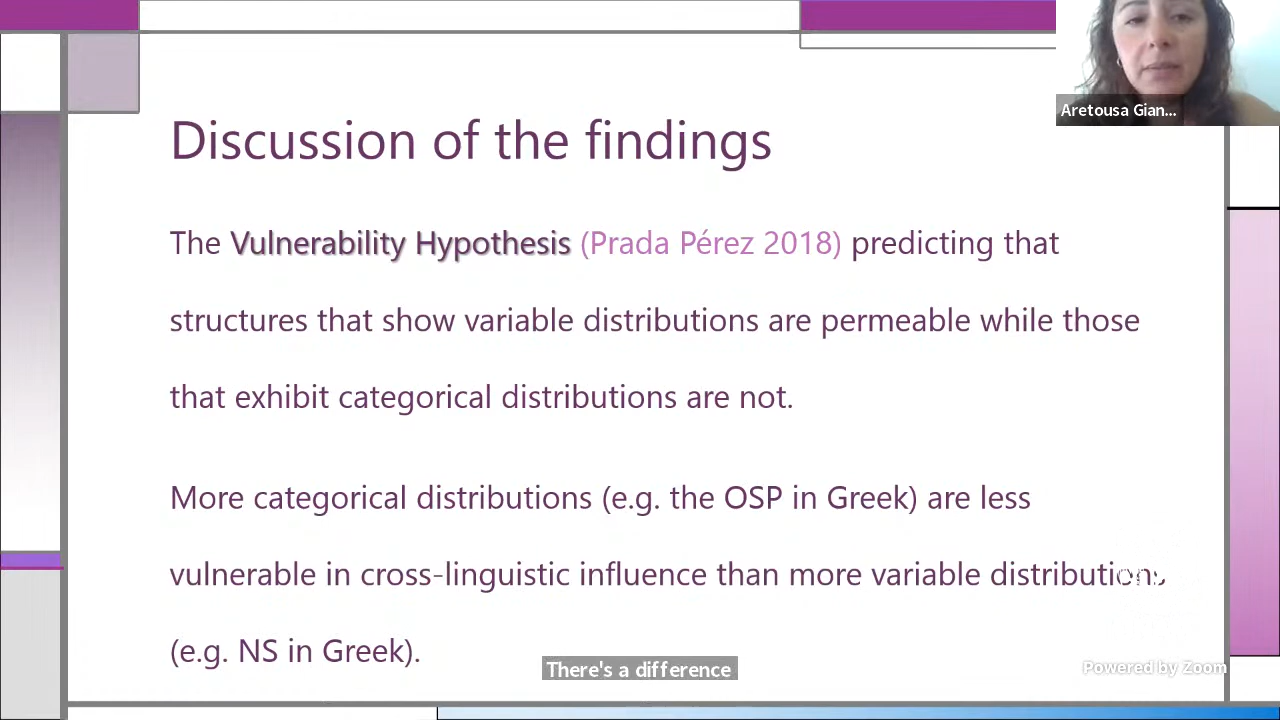 Aretousa Gian...
Discussion of the findings
The Vulnerability Hypothesis (Prada Pérez 2018) predicting that
structures that show variable distributions are permeable while those
that exhibit categorical distributions are not.
More categorical distributions (e.g. the OSP in Greek) are less
vulnerable in cross-linguistic influence than more variable distributions
(e.g. NS in Greek).
There's a difference
Powered by Zoom